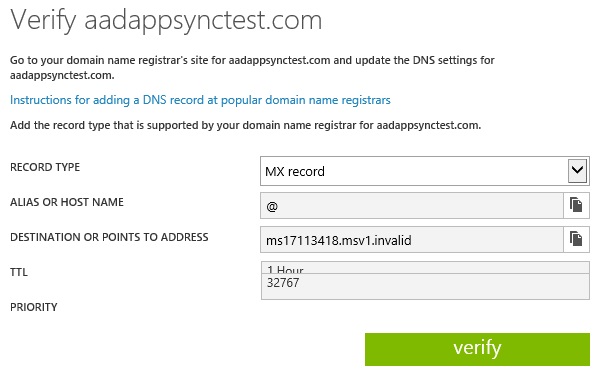 Verify aadappsynctest.com
Go to your domain name registrar's site for aadappsynctest.com and update the DNS settings for
aadappsynctest.com.
Instructions for adding a DNS record at popular domain name registrars
Add the record type that is supported by your domain name registrar for aadappsynctest.com.
RECORD TYPE MX record
ALIAS OR HOST NAME @
DESTINATION OR POINTS TO ADDRESS ms17113418.msv1.invalid
TTL 1 Hour
32767
PRIORITY
verify